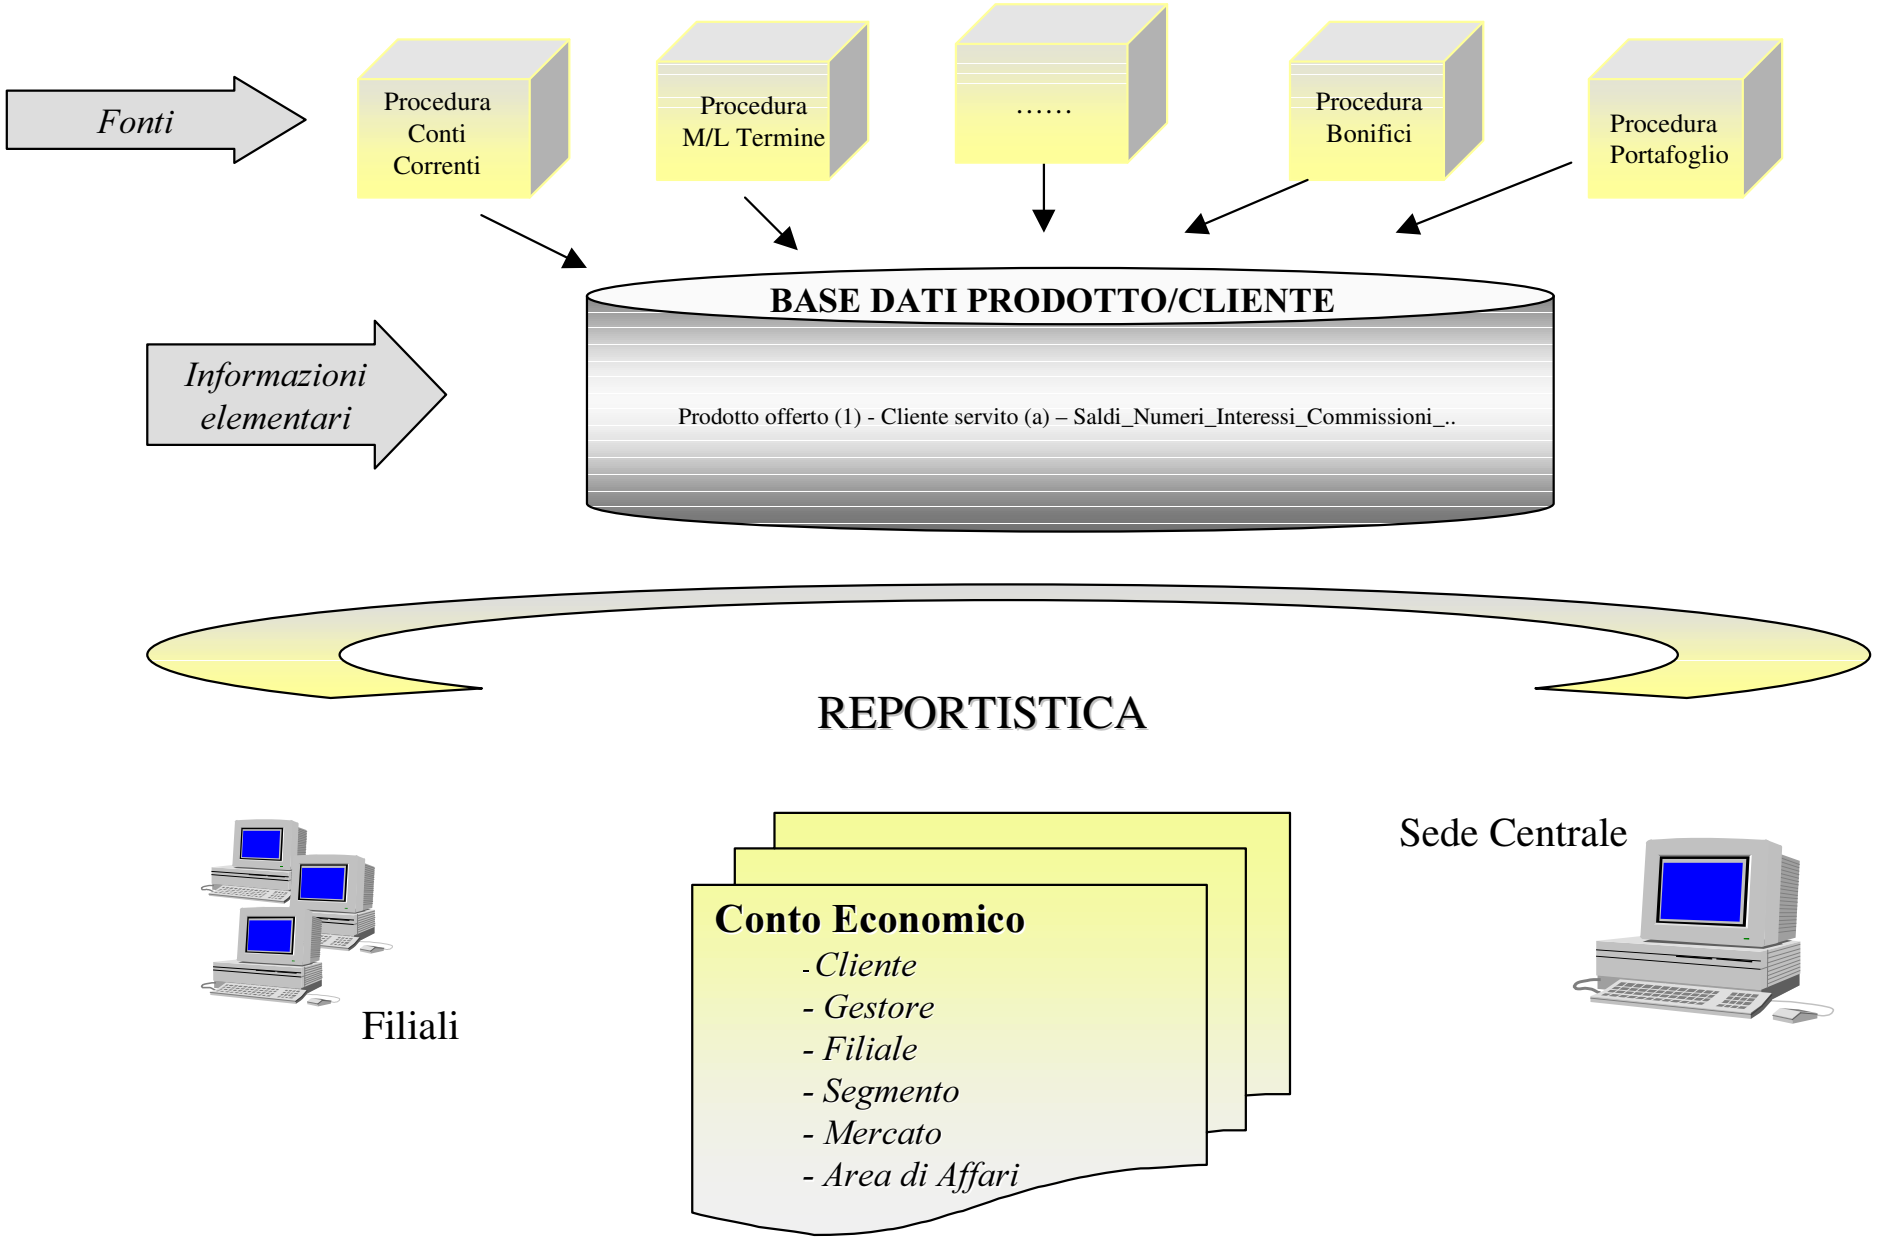 Fonti
Procedura
Conti
Correnti
Procedura
M/L Termine
……
Procedura
Bonifici
Procedura
Portafoglio
BASE DATI PRODOTTO/CLIENTE
Informazioni
elementari
Prodotto offerto (1) - Cliente servito (a) – Saldi_Numeri_Interessi_Commissioni_..
REPORTISTICA
Sede Centrale
Filiali
Conto Economico
- Cliente
- Gestore
- Filiale
- Segmento
- Mercato
- Area di Affari